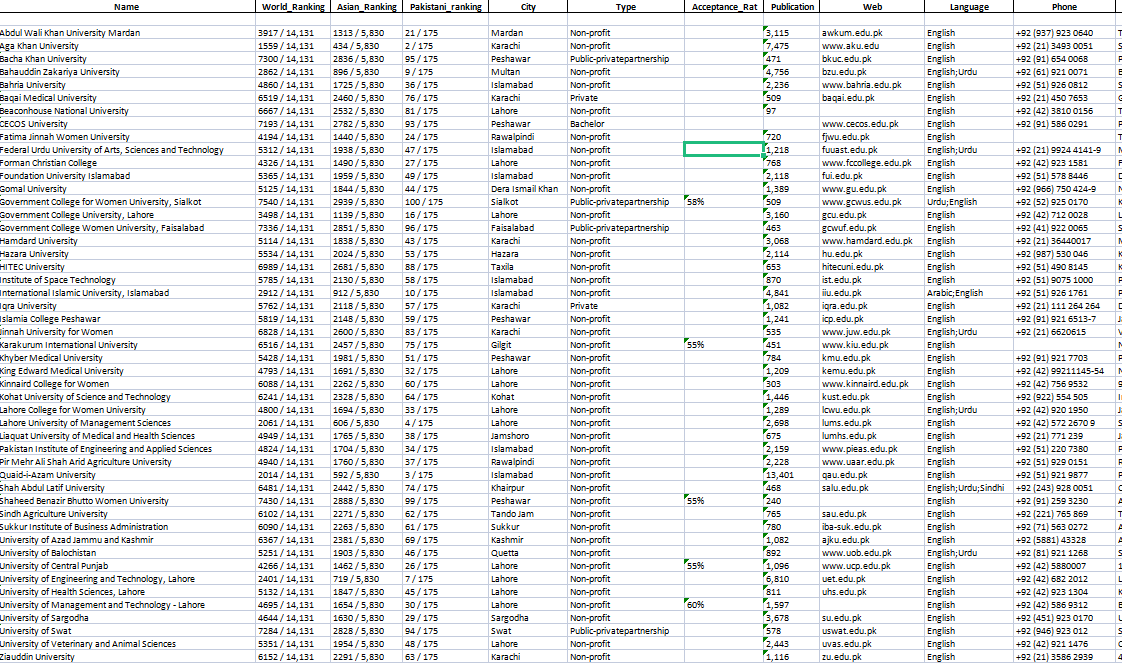 Name World_Ranking Asian_Ranking Pakistani_ranking City Type Acceptance_Rat Publication Web Language Phone
Abdul Wali Khan University Mardan 3917 / 14,131 1313 / 5,830 21 / 175 Mardan Non-profit 3,115 awkum.edu.pk English +92 (937) 923 0640
Aga Khan University 1559 / 14,131 434 / 5,830 2 / 175 Karachi Non-profit 7,475 www.aku.edu English +92 (21) 3493 0051
Bacha Khan University 7300 / 14,131 2836 / 5,830 95 / 175 Peshawar Public-privatepartnership 471 bkuc.edu.pk English +92 (91) 654 0068
Bahauddin Zakariya University 2862 / 14,131 896 / 5,830 9 / 175 Multan Non-profit 4,756 bzu.edu.pk English;Urdu +92 (61) 921 0071
Bahria University 4860 / 14,131 1725 / 5,830 36 / 175 Islamabad Non-profit 2,236 www.bahria.edu.pk English +92 (51) 926 0812
Baqai Medical University 6519 / 14,131 2460 / 5,830 76 / 175 Karachi Private 509 baqai.edu.pk English +92 (21) 450 7653
Beaconhouse National University 6667 / 14,131 2532 / 5,830 81 / 175 Lahore Non-profit 97 English +92 (42) 3810 0156
CECOS University 7193 / 14,131 2782 / 5,830 93 / 175 Peshawar Bachelor www.cecos.edu.pk English +92 (91) 586 0291
Fatima Jinnah Women University 4194 / 14,131 1440 / 5,830 24 / 175 Rawalpindi Non-profit 720 fjwu.edu.pk English
Federal Urdu University of Arts, Sciences and Technology 5312 / 14,131 1938 / 5,830 47 / 175 Islamabad Non-profit 1,218 fuuast.edu.pk English;Urdu +92 (21) 9924 4141-9
Forman Christian College 4326 / 14,131 1490 / 5,830 27 / 175 Lahore Non-profit 768 www.fccollege.edu.pk English +92 (42) 923 1581
Foundation University Islamabad 5365 / 14,131 1959 / 5,830 49 / 175 Islamabad Non-profit 2,118 fui.edu.pk English +92 (51) 578 8446
Gomal University 5125 / 14,131 1844 / 5,830 44 / 175 Dera Ismail Khan Non-profit 1,389 www.gu.edu.pk English +92 (966) 750 424-9
Government College for Women University, Sialkot 7540 / 14,131 2939 / 5,830 100 / 175 Sialkot Public-privatepartnership 58% 509 www.gcwus.edu.pk Urdu;English +92 (52) 925 0170
Government College University, Lahore 3498 / 14,131 1139 / 5,830 16 / 175 Lahore Non-profit 3,160 gcu.edu.pk English +92 (42) 712 0028
Government College Women University, Faisalabad 7336 / 14,131 2851 / 5,830 96 / 175 Faisalabad Public-privatepartnership 463 gcwuf.edu.pk English +92 (41) 922 0065
Hamdard University 5114 / 14,131 1838 / 5,830 43 / 175 Karachi Non-profit 3,068 www.hamdard.edu.pk English +92 (21) 36440017
Hazara University 5534 / 14,131 2024 / 5,830 53 / 175 Hazara Non-profit 2,114 hu.edu.pk English +92 (987) 530 046
HITEC University 6989 / 14,131 2681 / 5,830 88 / 175 Taxila Non-profit 653 hitecuni.edu.pk English +92 (51) 490 8145
Institute of Space Technology 5785 / 14,131 2130 / 5,830 58 / 175 Islamabad Non-profit 870 ist.edu.pk English +92 (51) 9075 1000
International Islamic University, Islamabad 2912 / 14,131 912 / 5,830 10 / 175 Islamabad Non-profit 4,841 iiu.edu.pk Arabic;English +92 (51) 926 1761
Iqra University 5762 / 14,131 2118 / 5,830 57 / 175 Karachi Private 1,082 iqra.edu.pk English +92 (21) 111 264 264
Islamia College Peshawar 5819 / 14,131 2148 / 5,830 59 / 175 Peshawar Non-profit 1,241 icp.edu.pk English +92 (91) 921 6513-7
Jinnah University for Women 6828 / 14,131 2600 / 5,830 83 / 175 Karachi Non-profit 535 www.juw.edu.pk English;Urdu +92 (21) 6620615
Karakurum International University 6516 / 14,131 2457 / 5,830 75 / 175 Gilgit Non-profit 55% 451 www.kiu.edu.pk English
Khyber Medical University 5428 / 14,131 1981 / 5,830 51 / 175 Peshawar Non-profit 784 kmu.edu.pk English +92 (91) 921 7703
King Edward Medical University 4793 / 14,131 1691 / 5,830 32 / 175 Lahore Non-profit 1,209 kemu.edu.pk English +92 (42) 99211145-54
Kinnaird College for Women 6088 / 14,131 2262 / 5,830 60 / 175 Lahore Non-profit 303 www.kinnaird.edu.pk English +92 (42) 756 9532
Kohat University of Science and Technology 6241 / 14,131 2328 / 5,830 64 / 175 Kohat Non-profit 1,446 kust.edu.pk English +92 (922) 554 505
Lahore College for Women University 4800 / 14,131 1694 / 5,830 33 / 175 Lahore Non-profit 1,289 lcwu.edu.pk English;Urdu +92 (42) 920 1950
Lahore University of Management Sciences 2061 / 14,131 606 / 5,830 4 / 175 Lahore Non-profit 2,698 lums.edu.pk English +92 (42) 572 2670 9
Liaquat University of Medical and Health Sciences 4949 / 14,131 1765 / 5,830 38 / 175 Jamshoro Non-profit 675 lumhs.edu.pk English +92 (21) 771 239
Pakistan Institute of Engineering and Applied Sciences 4824 / 14,131 1704 / 5,830 34 / 175 Islamabad Non-profit 2,159 www.pieas.edu.pk English +92 (51) 220 7380
Pir Mehr Ali Shah Arid Agriculture University 4940 / 14,131 1760 / 5,830 37 / 175 Rawalpindi Non-profit 2,228 www.uaar.edu.pk English +92 (51) 929 0151
Quaid-i-Azam University 2014 / 14,131 592 / 5,830 3 / 175 Islamabad Non-profit 13,401 qau.edu.pk English +92 (51) 921 9877
Shah Abdul Latif University 6481 / 14,131 2442 / 5,830 74 / 175 Khairpur Non-profit 468 salu.edu.pk English;Urdu;Sindhi +92 (243) 928 0051
Shaheed Benazir Bhutto Women University 7430 / 14,131 2888 / 5,830 99 / 175 Peshawar Non-profit 55% 240 English +92 (91) 259 3230
Sindh Agriculture University 6102 / 14,131 2271 / 5,830 62 / 175 Tando Jam Non-profit 765 sau.edu.pk English +92 (221) 765 869
Sukkur Institute of Business Administration 6090 / 14,131 2263 / 5,830 61 / 175 Sukkur Non-profit 780 iba-suk.edu.pk English +92 (71) 563 0272
University of Azad Jammu and Kashmir 6367 / 14,131 2381 / 5,830 69 / 175 Kashmir Non-profit 1,082 ajku.edu.pk English +92 (5881) 43328
University of Balochistan 5251 / 14,131 1903 / 5,830 46 / 175 Quetta Non-profit 892 www.uob.edu.pk English;Urdu +92 (81) 921 1268
University of Central Punjab 4266 / 14,131 1462 / 5,830 26 / 175 Lahore Non-profit 55% 1,096 www.ucp.edu.pk English +92 (42) 5880007
University of Engineering and Technology, Lahore 2401 / 14,131 719 / 5,830 7 / 175 Lahore Non-profit 6,810 uet.edu.pk English +92 (42) 682 2012
University of Health Sciences, Lahore 5132 / 14,131 1847 / 5,830 45 / 175 Lahore Non-profit 811 uhs.edu.pk English +92 (42) 923 1304
University of Management and Technology - Lahore 4695 / 14,131 1654 / 5,830 30 / 175 Lahore Non-profit 60% 1,597 English +92 (42) 586 9312
University of Sargodha 4644 / 14,131 1630 / 5,830 29 / 175 Sargodha Non-profit 3,678 su.edu.pk English +92 (451) 923 0170
University of Swat 7284 / 14,131 2828 / 5,830 94 / 175 Swat Public-privatepartnership 578 uswat.edu.pk English +92 (946) 923 012
University of Veterinary and Animal Sciences 5351 / 14,131 1954 / 5,830 48 / 175 Lahore Non-profit 2,443 uvas.edu.pk English +92 (42) 921 1476
Ziauddin University 6152 / 14,131 2291 / 5,830 63 / 175 Karachi Non-profit 1,116 zu.edu.pk English +92 (21) 3586 2939